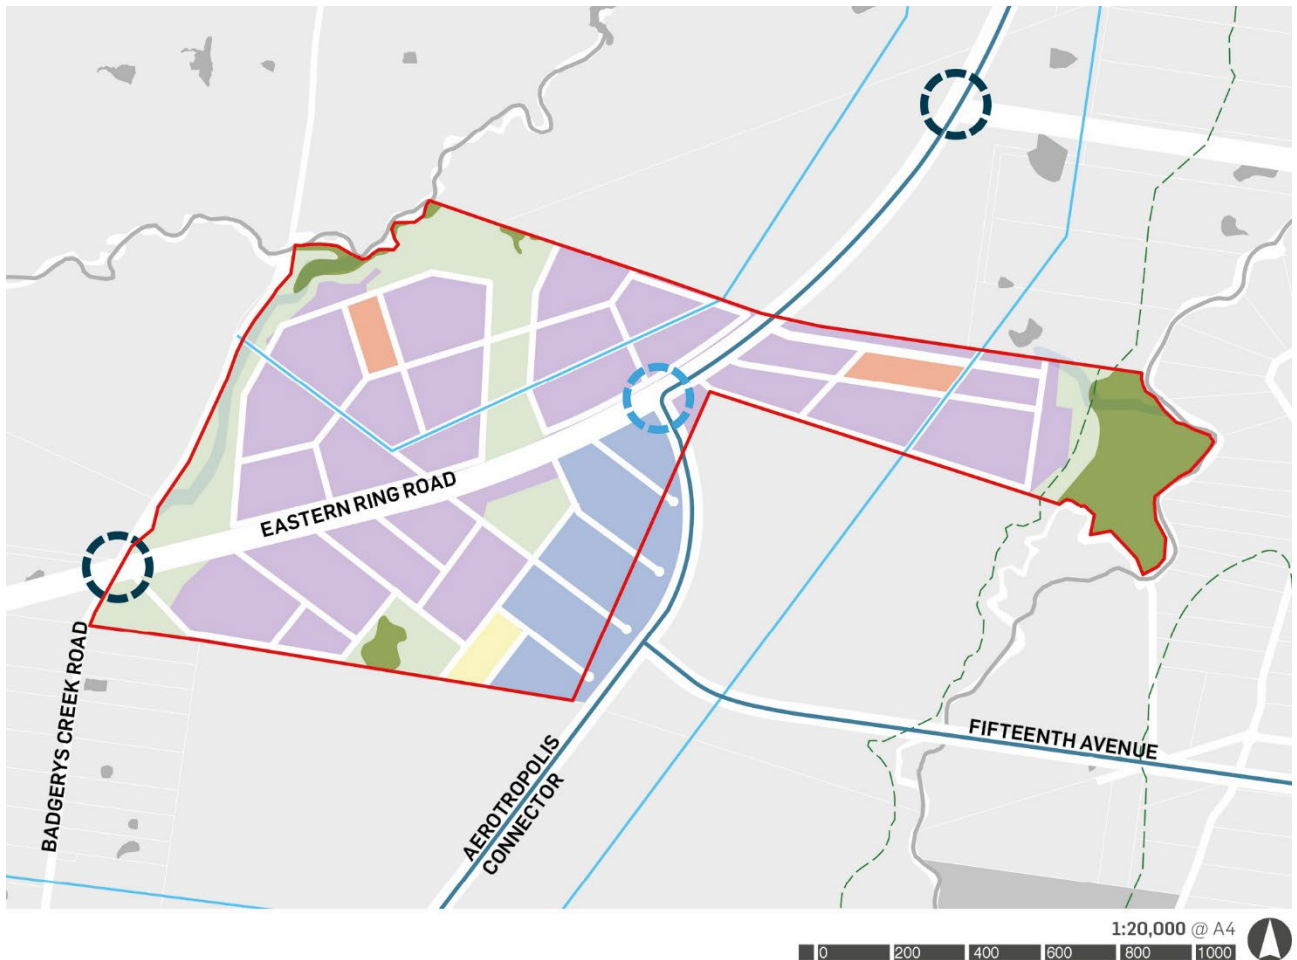 EASTERN RING ROAD
BADGERYS CREEK ROAD
AEROTROPOLIS
CONNECTOR
FIFTEENTH AVENUE
1:20,000 @ A4
0 200 400 600 800 1000